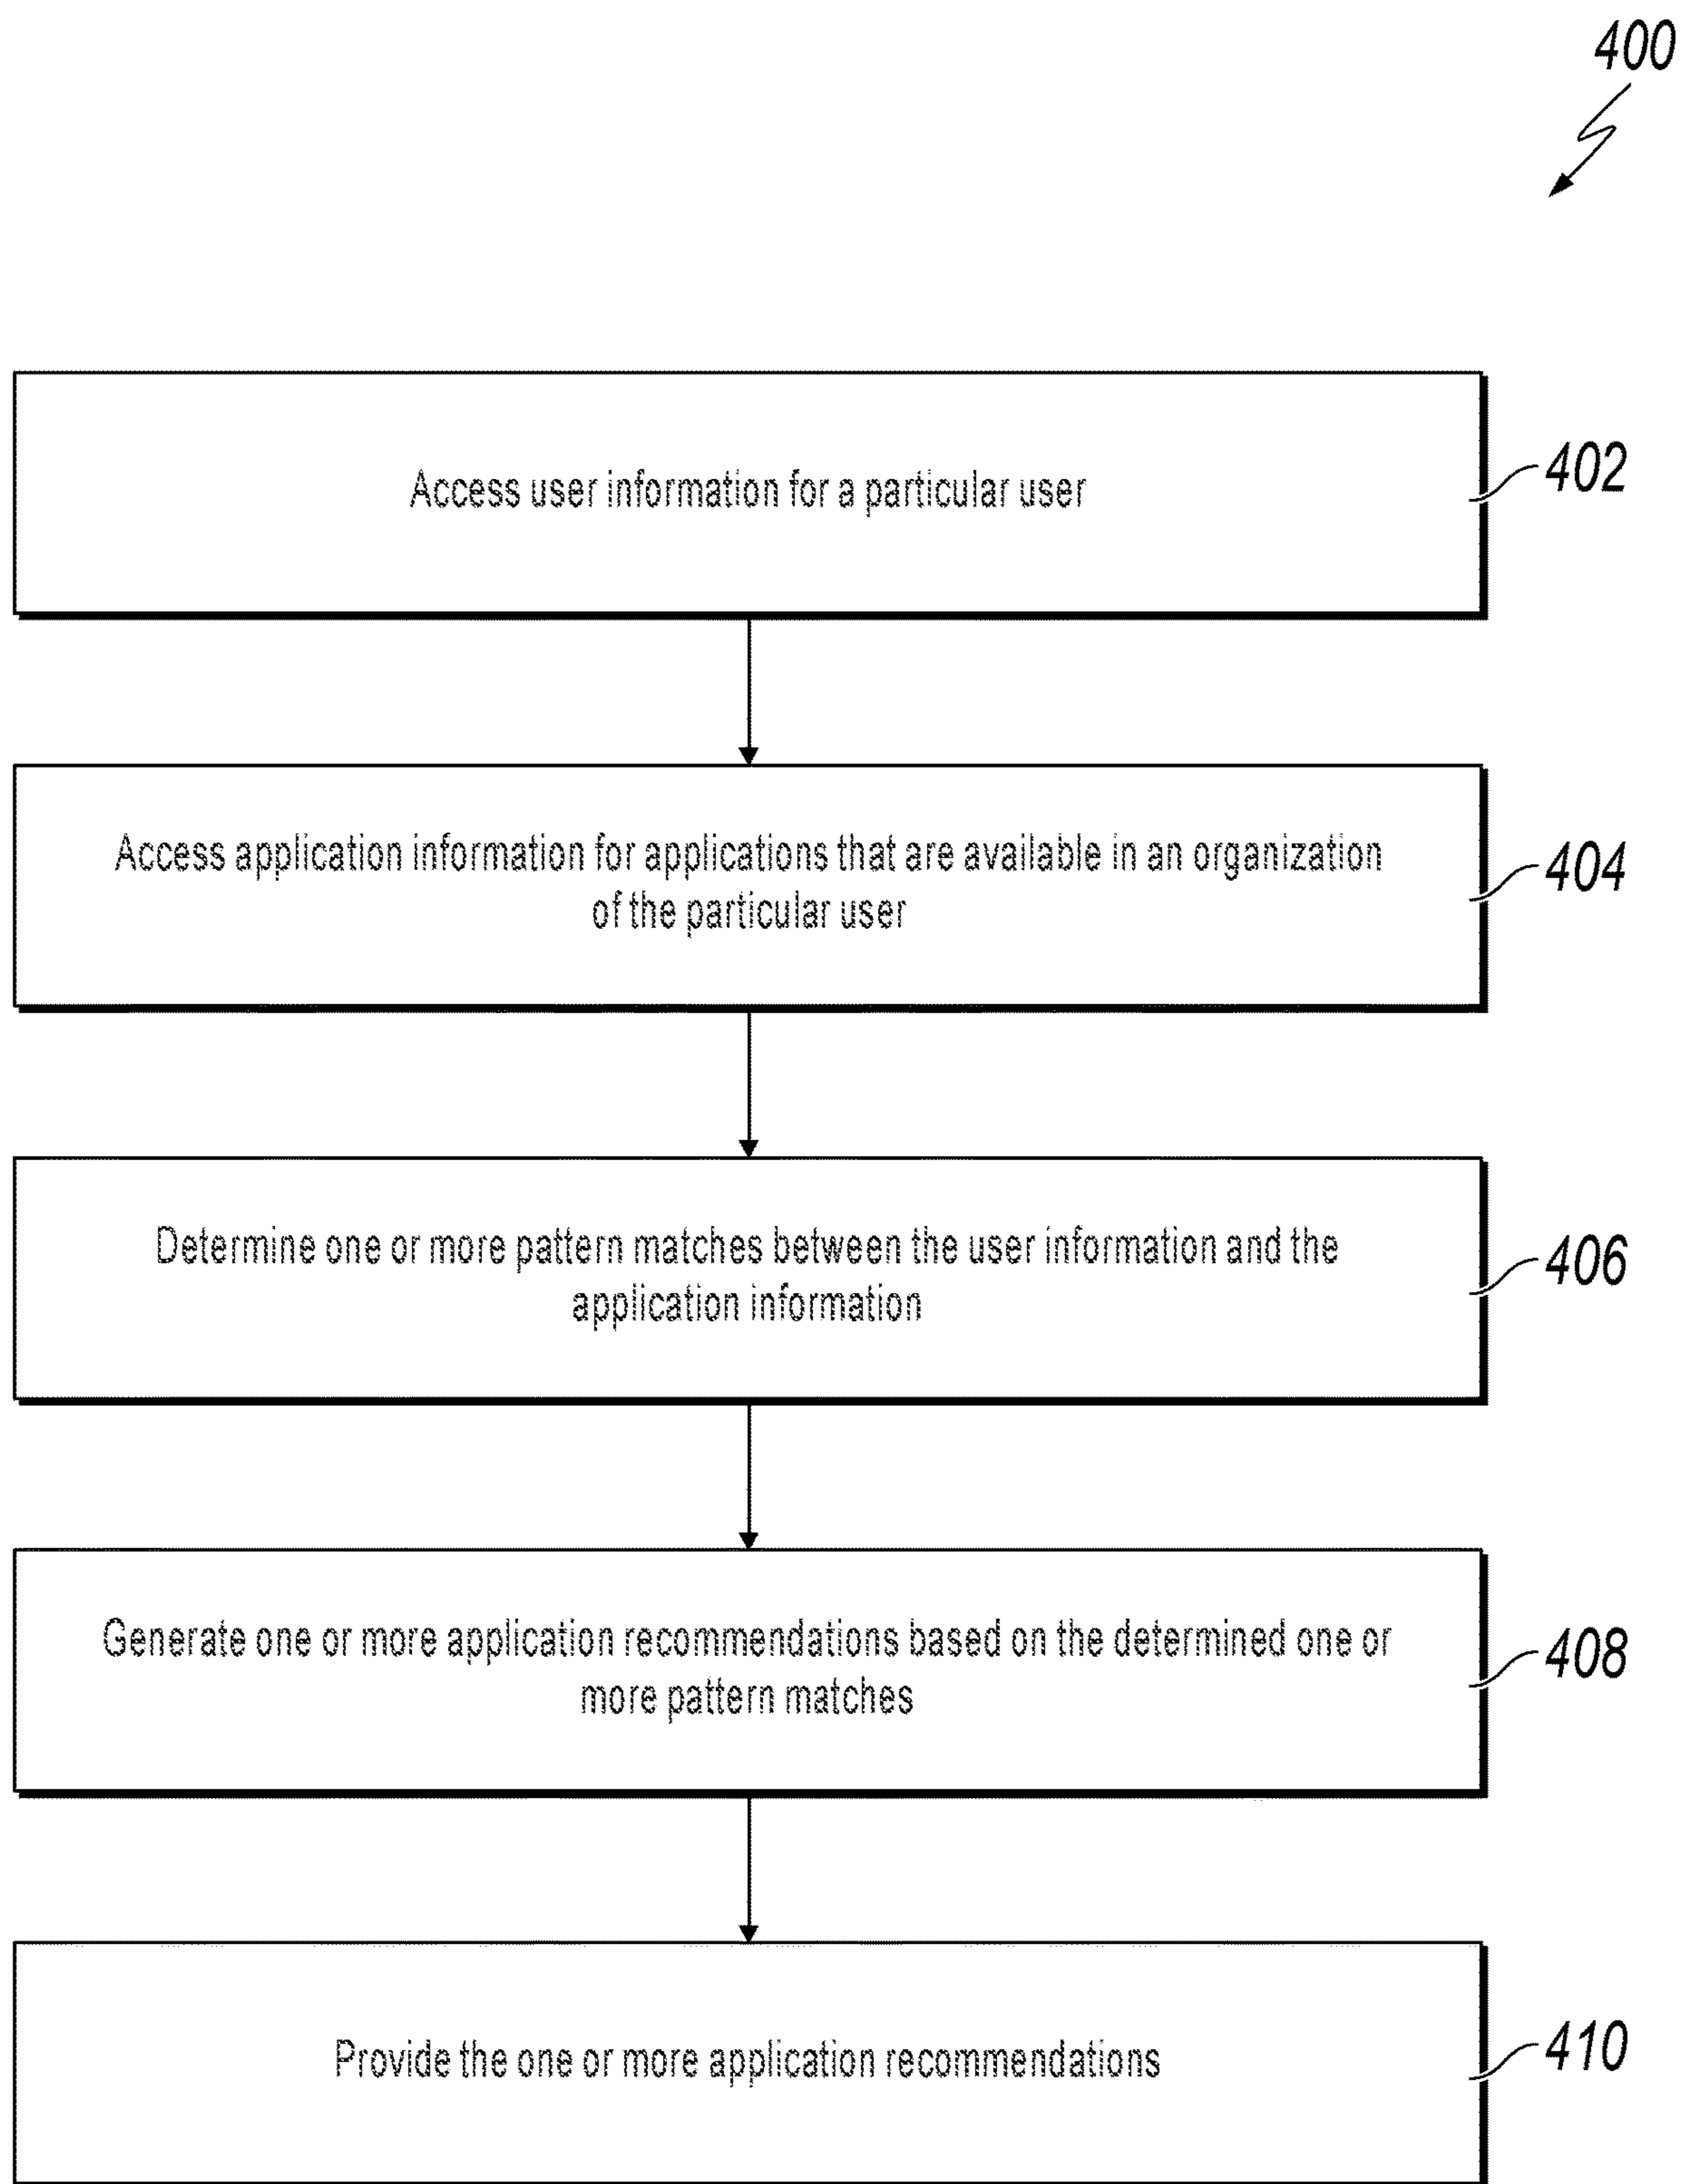 400
Access user information for a particular user
402
Access application information for applications that are available in an organization
of the particular user
404
Determine one or more pattern matches between the user information and the
application information
406
Generate one or more application recommendations based on the determined one or
more pattern matches
408
Provide the one or more application recommendations
410